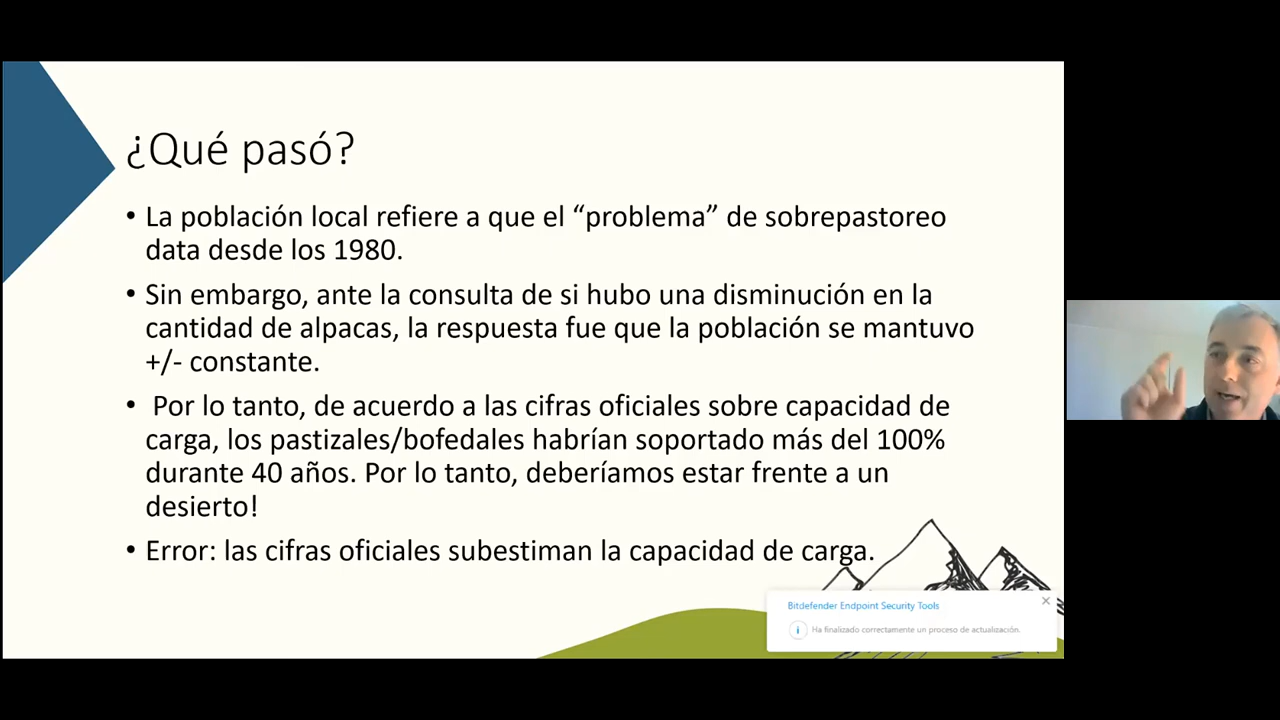 ¿Qué pasó?
• La población local refiere a que el “problema” de sobrepastoreo
data desde los 1980.
• Sin embargo, ante la consulta de si hubo una disminución en la
cantidad de alpacas, la respuesta fue que la población se mantuvo
+/- constante.
• Por lo tanto, de acuerdo a las cifras oficiales sobre capacidad de
carga, los pastizales/bofedales habrían soportado más del 100%
durante 40 años. Por lo tanto, deberíamos estar frente a un
desierto!
• Error: las cifras oficiales subestiman la capacidad de carga.
Bitdefender Endpoint Security Tools
Ha finalizado correctamente un proceso de actualización.